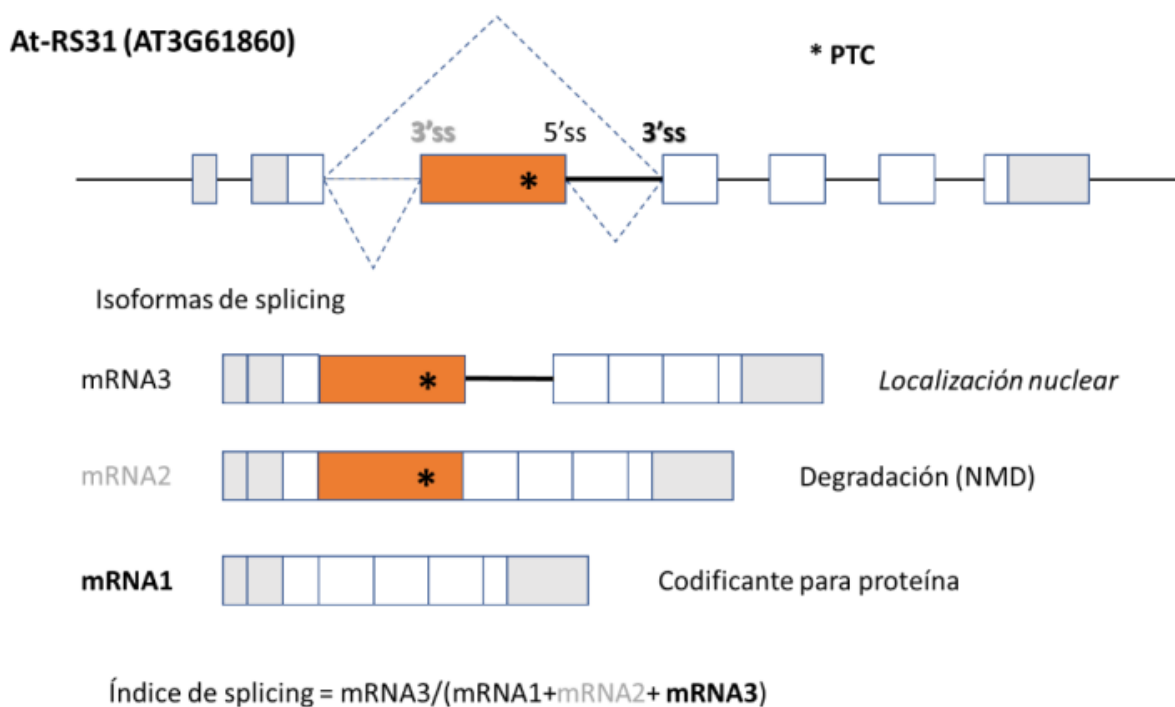 At-RS31 (AT3G61860)
* PTC
3'ss 5'ss 3'ss
*
Isoformas de splicing
mRNA3 * Localización nuclear
mRNA2 * Degradación (NMD)
mRNA1 Codificante para proteína
Índice de splicing = mRNA3/(mRNA1+mRNA2+ mRNA3)